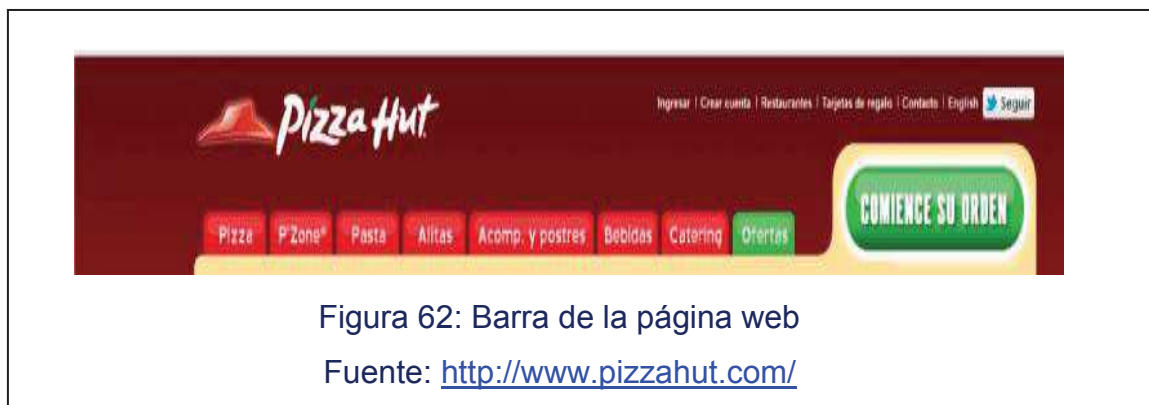 Pizza Hut
Ingresar | Crear cuenta | Restaurantes | Tarjetas de regalo | Contacto | English Seguir
COMIENCE SU ORDEN
Pizza P'Zone® Pasta Alitas Acomp. y postres Bebidas Catering Ofertas
Figura 62: Barra de la página web
Fuente: http://www.pizzahut.com/